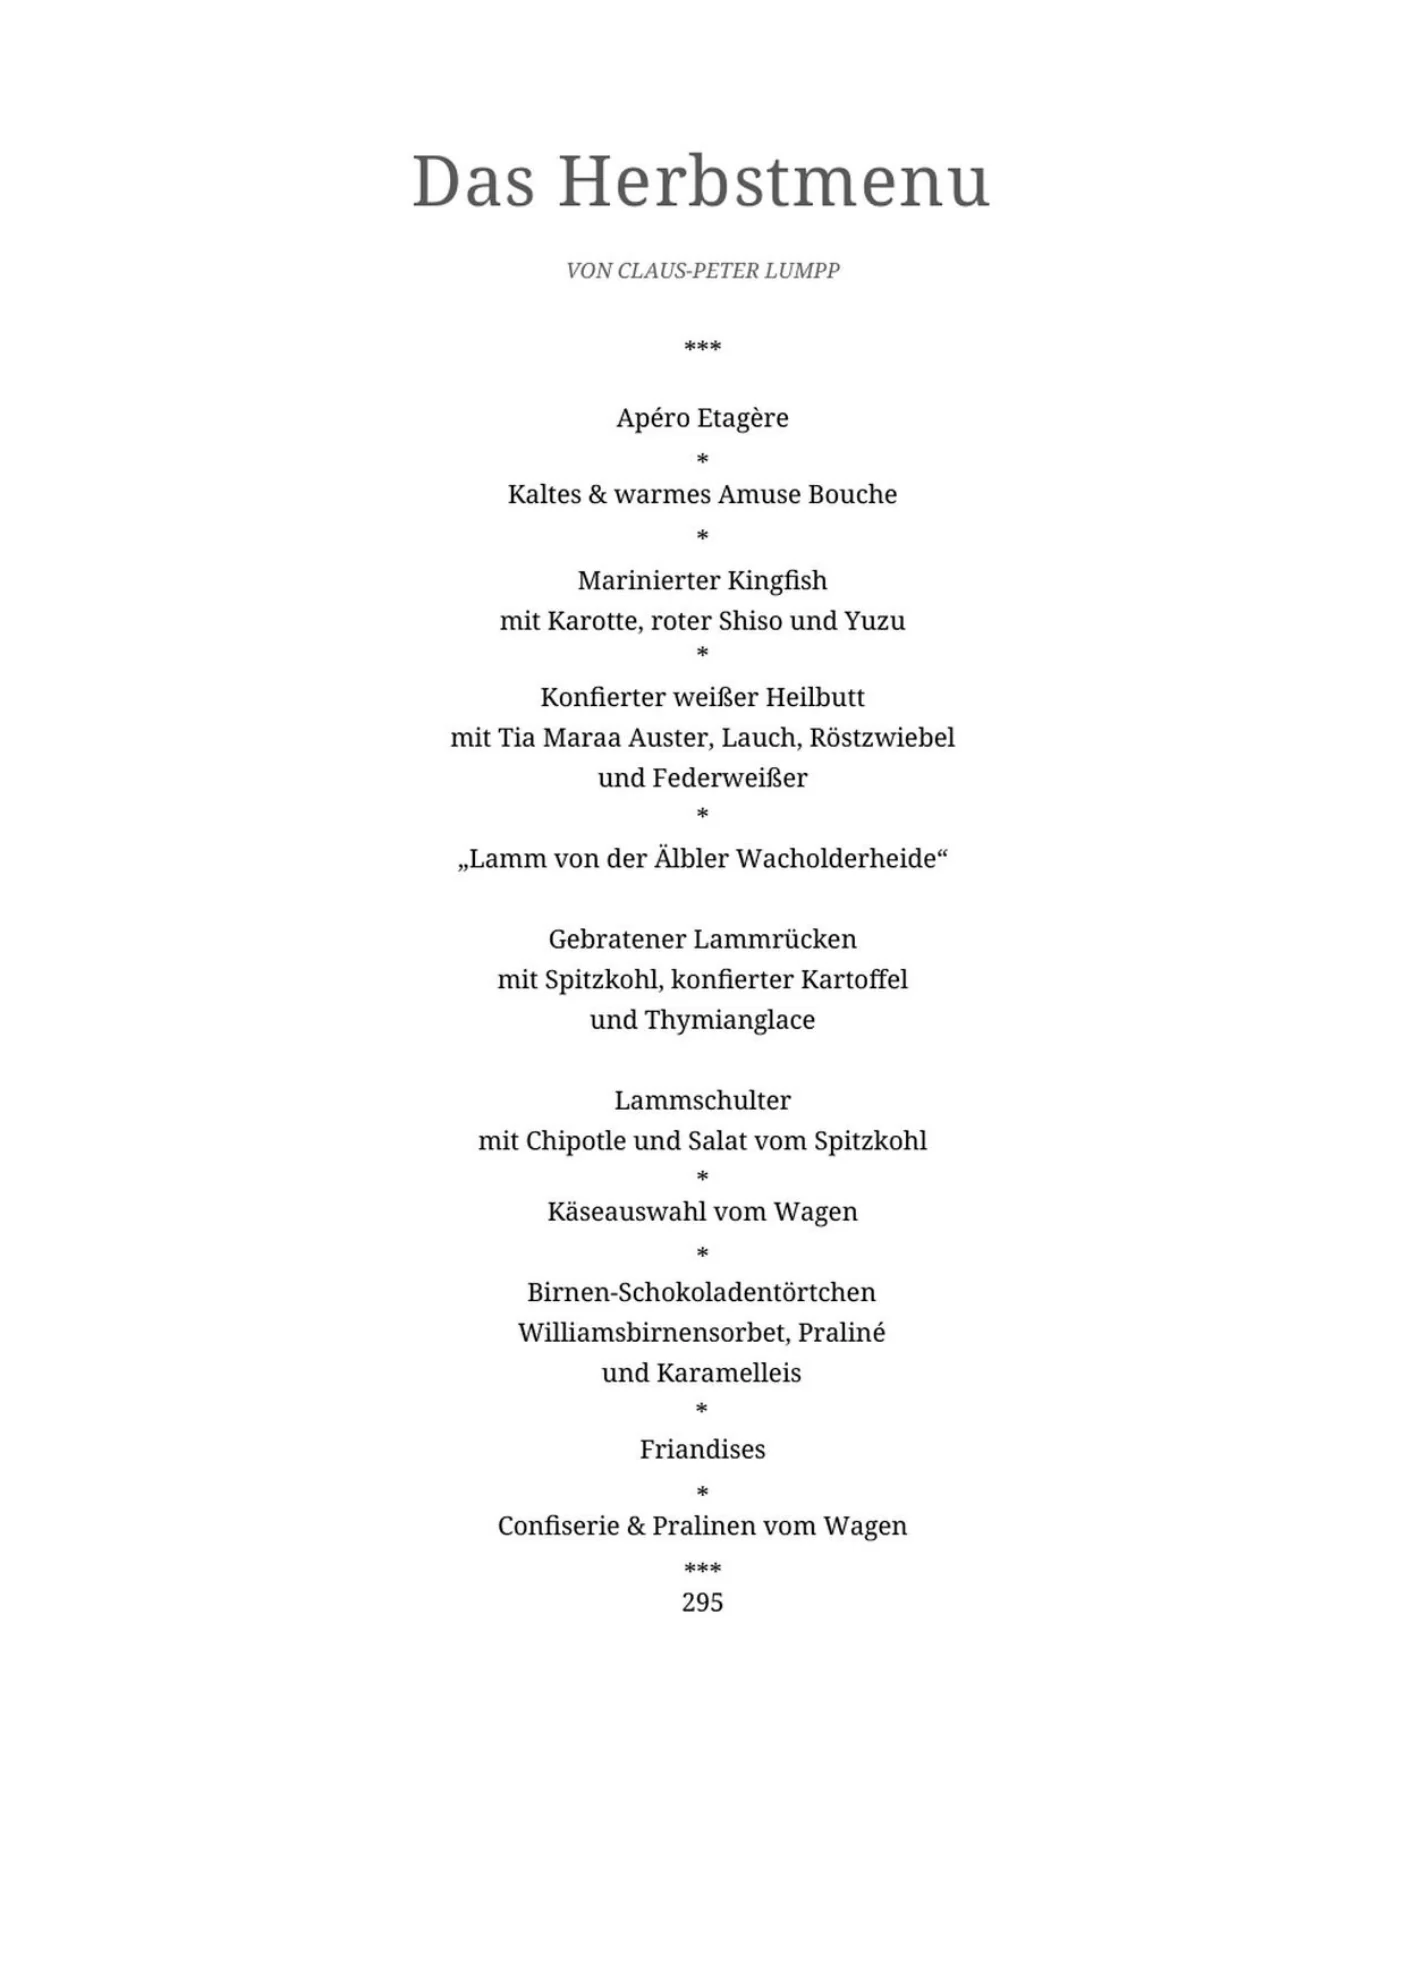 Das Herbstmenu
VON CLAUS-PETER LUMPP
***
Apéro Etagère
*
Kaltes & warmes Amuse Bouche
*
Marinierter Kingfish
mit Karotte, roter Shiso und Yuzu
*
Konfierter weißer Heilbutt
mit Tia Maraa Auster, Lauch, Röstzwiebel
und Federweißer
*
„Lamm von der Älbler Wacholderheide“
Gebratener Lammrücken
mit Spitzkohl, konfierter Kartoffel
und Thymianglace
Lammschulter
mit Chipotle und Salat vom Spitzkohl
*
Käseauswahl vom Wagen
*
Birnen-Schokoladentörtchen
Williamsbirnensorbet, Praliné
und Karamelleis
*
Friandises
*
Confiserie & Pralinen vom Wagen
***
295